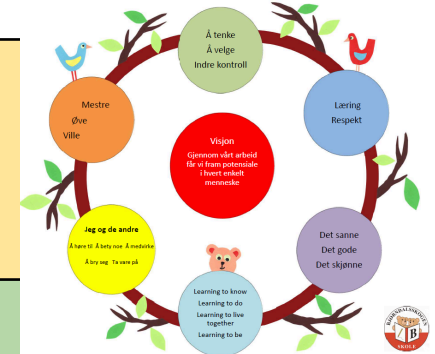 Å tenke
Å velge
Indre kontroll
Mestre
Øve
Ville
Læring
Respekt
Visjon
Gjennom vårt arbeid
får vi fram potensiale
i hvert enkelt
menneske
Jeg og de andre
Å høre til Å bety noe Å medvirke
Å bry seg Ta vare på
Det sanne
Det gode
Det skjønne
Learning to know
Learning to do
Learning to live
together
Learning to be
BJØRNDALSSKOGEN
B
SKOLE